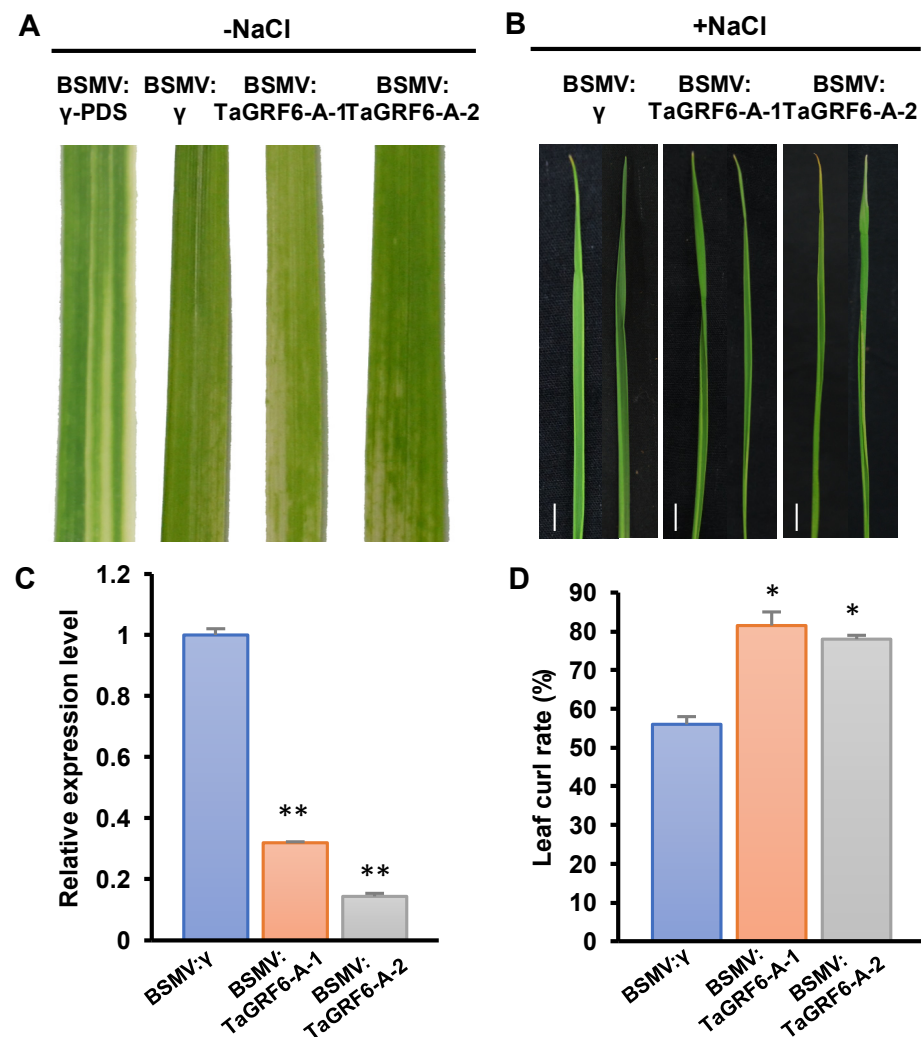 A
-NaCl
BSMV:
γ-PDS
BSMV:
γ
BSMV:
TaGRF6-A-1
BSMV:
TaGRF6-A-2
B
+NaCl
BSMV:
γ
BSMV:
TaGRF6-A-1
BSMV:
TaGRF6-A-2
C
Relative expression level
1.2
1
0.8
0.6
0.4
0.2
0
**
**
BSMV:γ
BSMV:
TaGRF6-A-1
BSMV:
TaGRF6-A-2
D
Leaf curl rate (%)
90
80
70
60
50
40
30
20
10
0
*
*
BSMV:γ
BSMV:
TaGRF6-A-1
BSMV:
TaGRF6-A-2